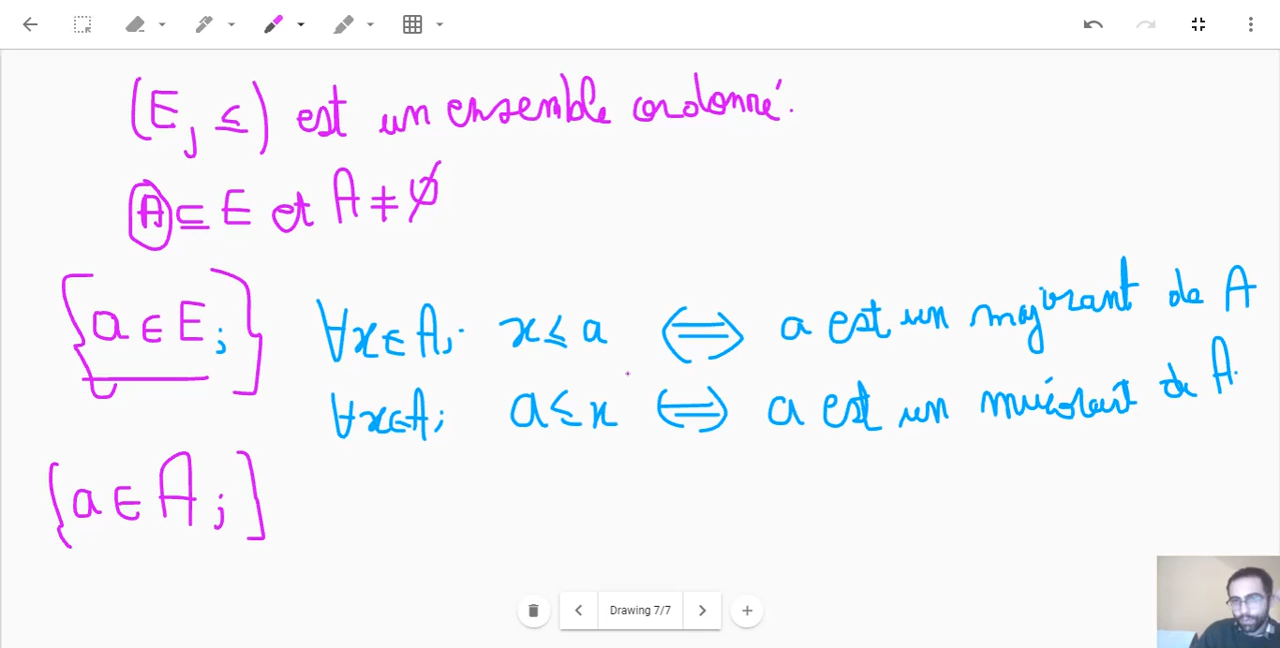 (E, ≤) est un ensemble ordonné.
A ⊆ E et A ≠ ∅
{a ∈ E;} ∀x ∈ A; x ≤ a ⟺ a est un majorant de A
∀x ∈ A; a ≤ x ⟺ a est un minorant de A.
{a ∈ A;}
Drawing 7/7